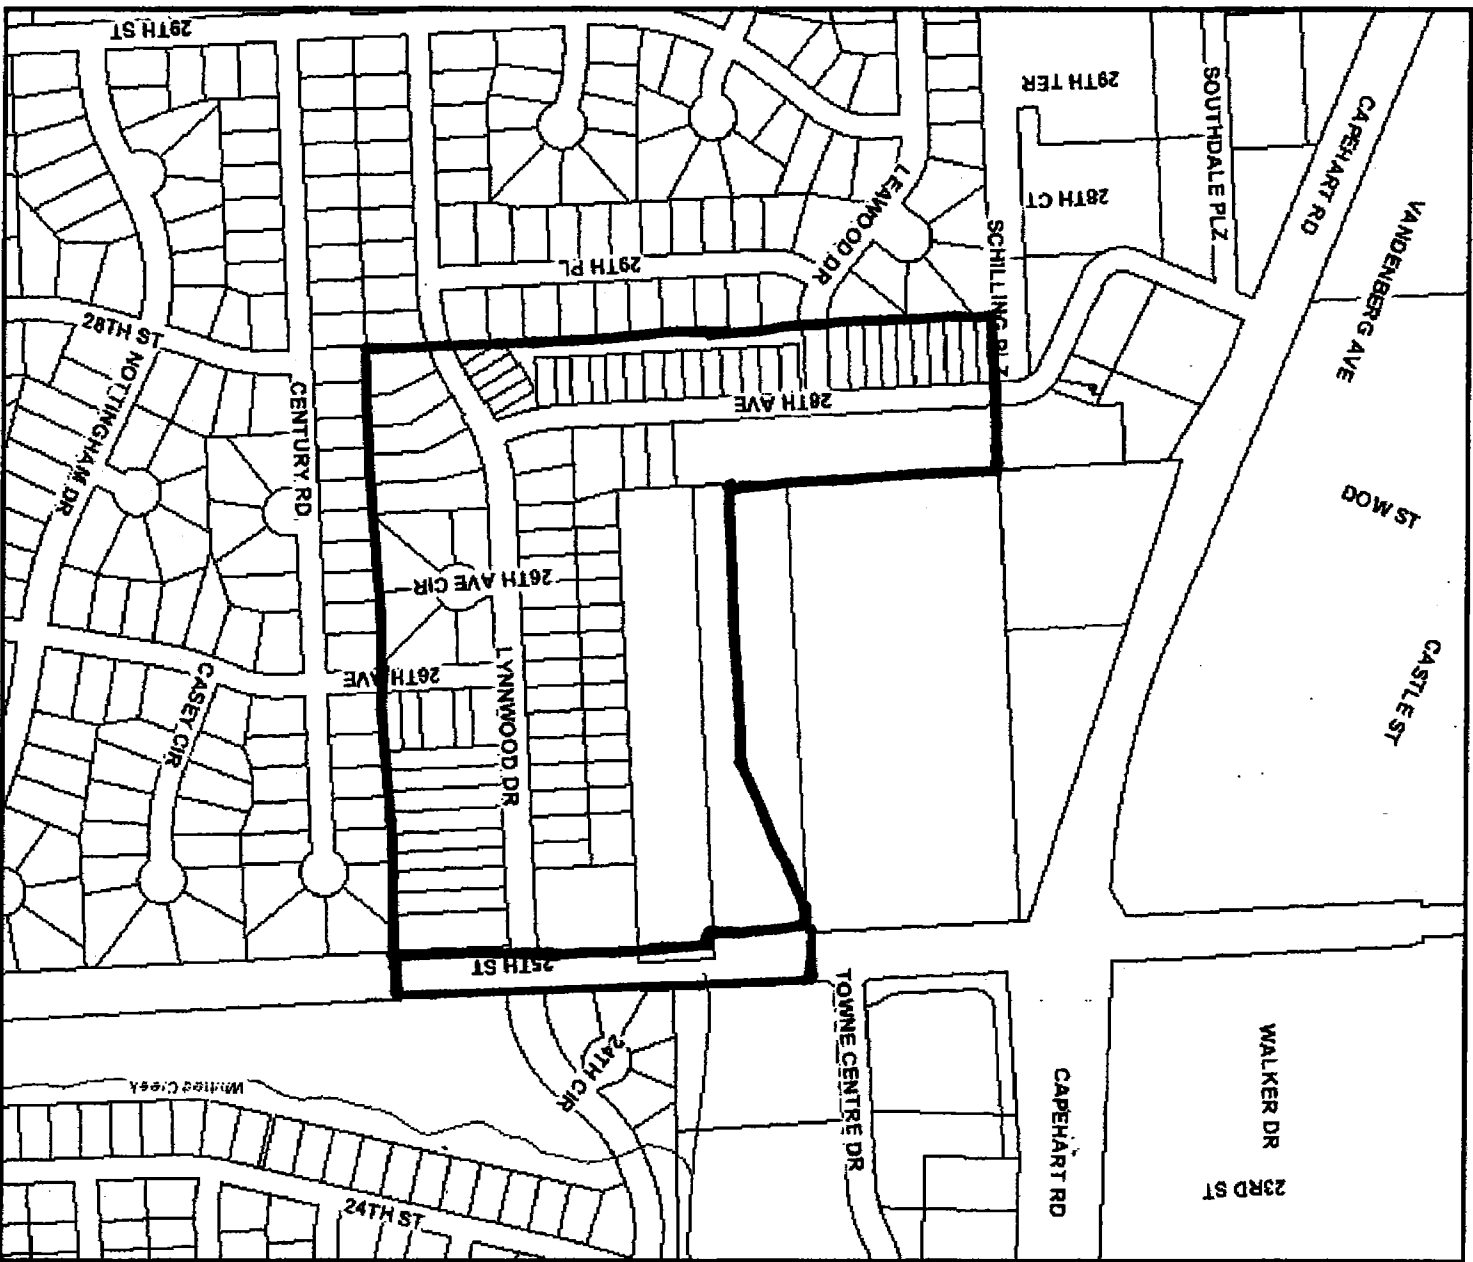 29TH ST
29TH TER
SOUTHDALE PLZ
CAPEHART RD
28TH CT
LEAWOOD DR
SCHILLING PLZ
VANDENBERG AVE
29TH PL
28TH ST
NOTTINGHAM DR
CENTURY RD
28TH AVE
DOW ST
26TH AVE CIR
26TH AVE
LYNNWOOD DR
CASEY CIR
CASTLE ST
25TH ST
TOWNE CENTRE DR
24TH CIR
WALKER DR
Whitted Creek
CAPEHART RD
24TH ST
23RD ST